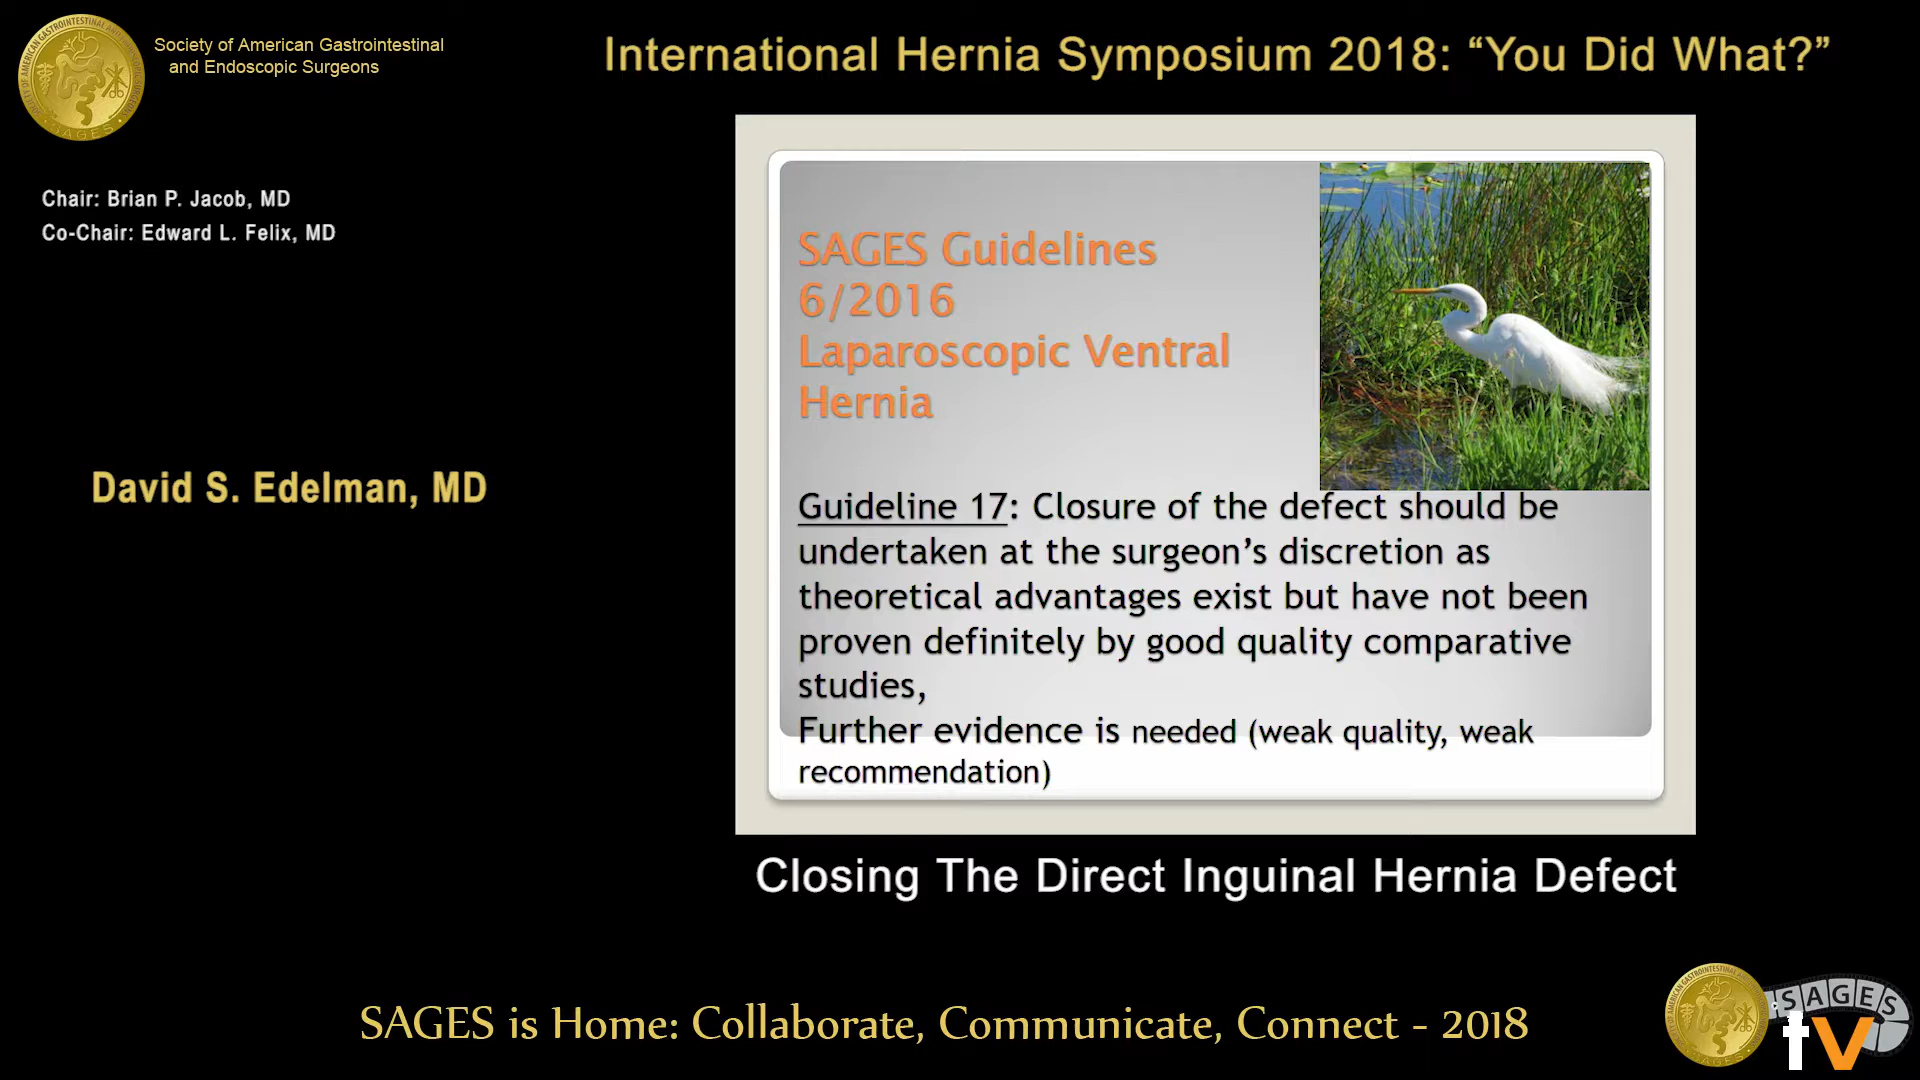 Society of American Gastrointestinal
and Endoscopic Surgeons
International Hernia Symposium 2018: “You Did What?”
Chair: Brian P. Jacob, MD
Co-Chair: Edward L. Felix, MD
David S. Edelman, MD
SAGES Guidelines
6/2016
Laparoscopic Ventral
Hernia
Guideline 17: Closure of the defect should be
undertaken at the surgeon’s discretion as
theoretical advantages exist but have not been
proven definitely by good quality comparative
studies,
Further evidence is needed (weak quality, weak
recommendation)
Closing The Direct Inguinal Hernia Defect
SAGES is Home: Collaborate, Communicate, Connect - 2018
SAGES
tv